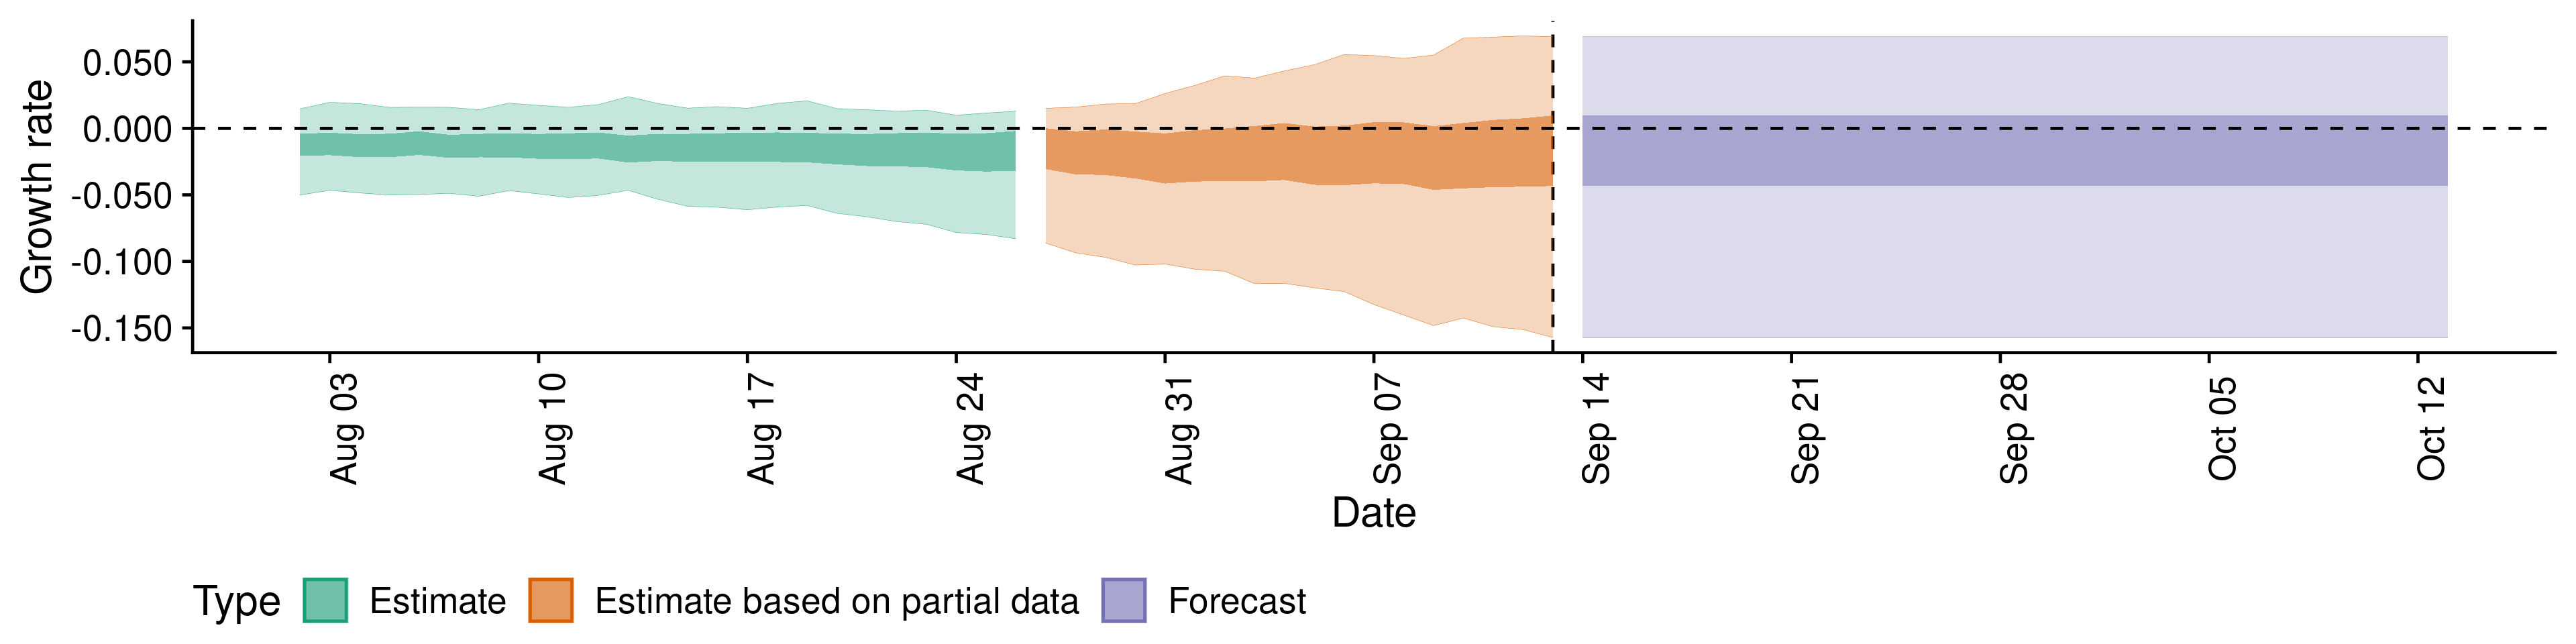 Growth rate
0.050
0.000
-0.050
-0.100
-0.150
Aug 03
Aug 10
Aug 17
Aug 24
Aug 31
Sep 07
Sep 14
Sep 21
Sep 28
Oct 05
Oct 12
Date
Type Estimate Estimate based on partial data Forecast